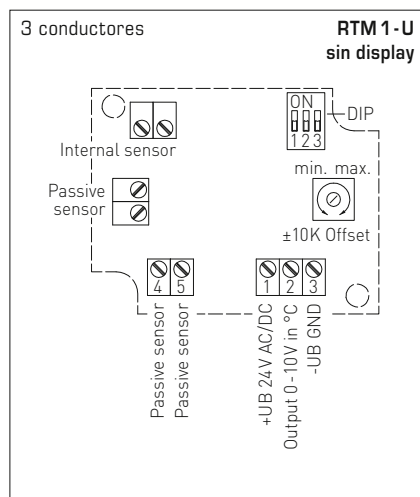 3 conductores
RTM 1 - U
sin display
ON
1 2 3
DIP
Internal sensor
min. max.
Passive
sensor
±10K Offset
4 5
1 2 3
Passive sensor
Passive sensor
+UB 24V AC/DC
Output 0-10V in °C
-UB GND